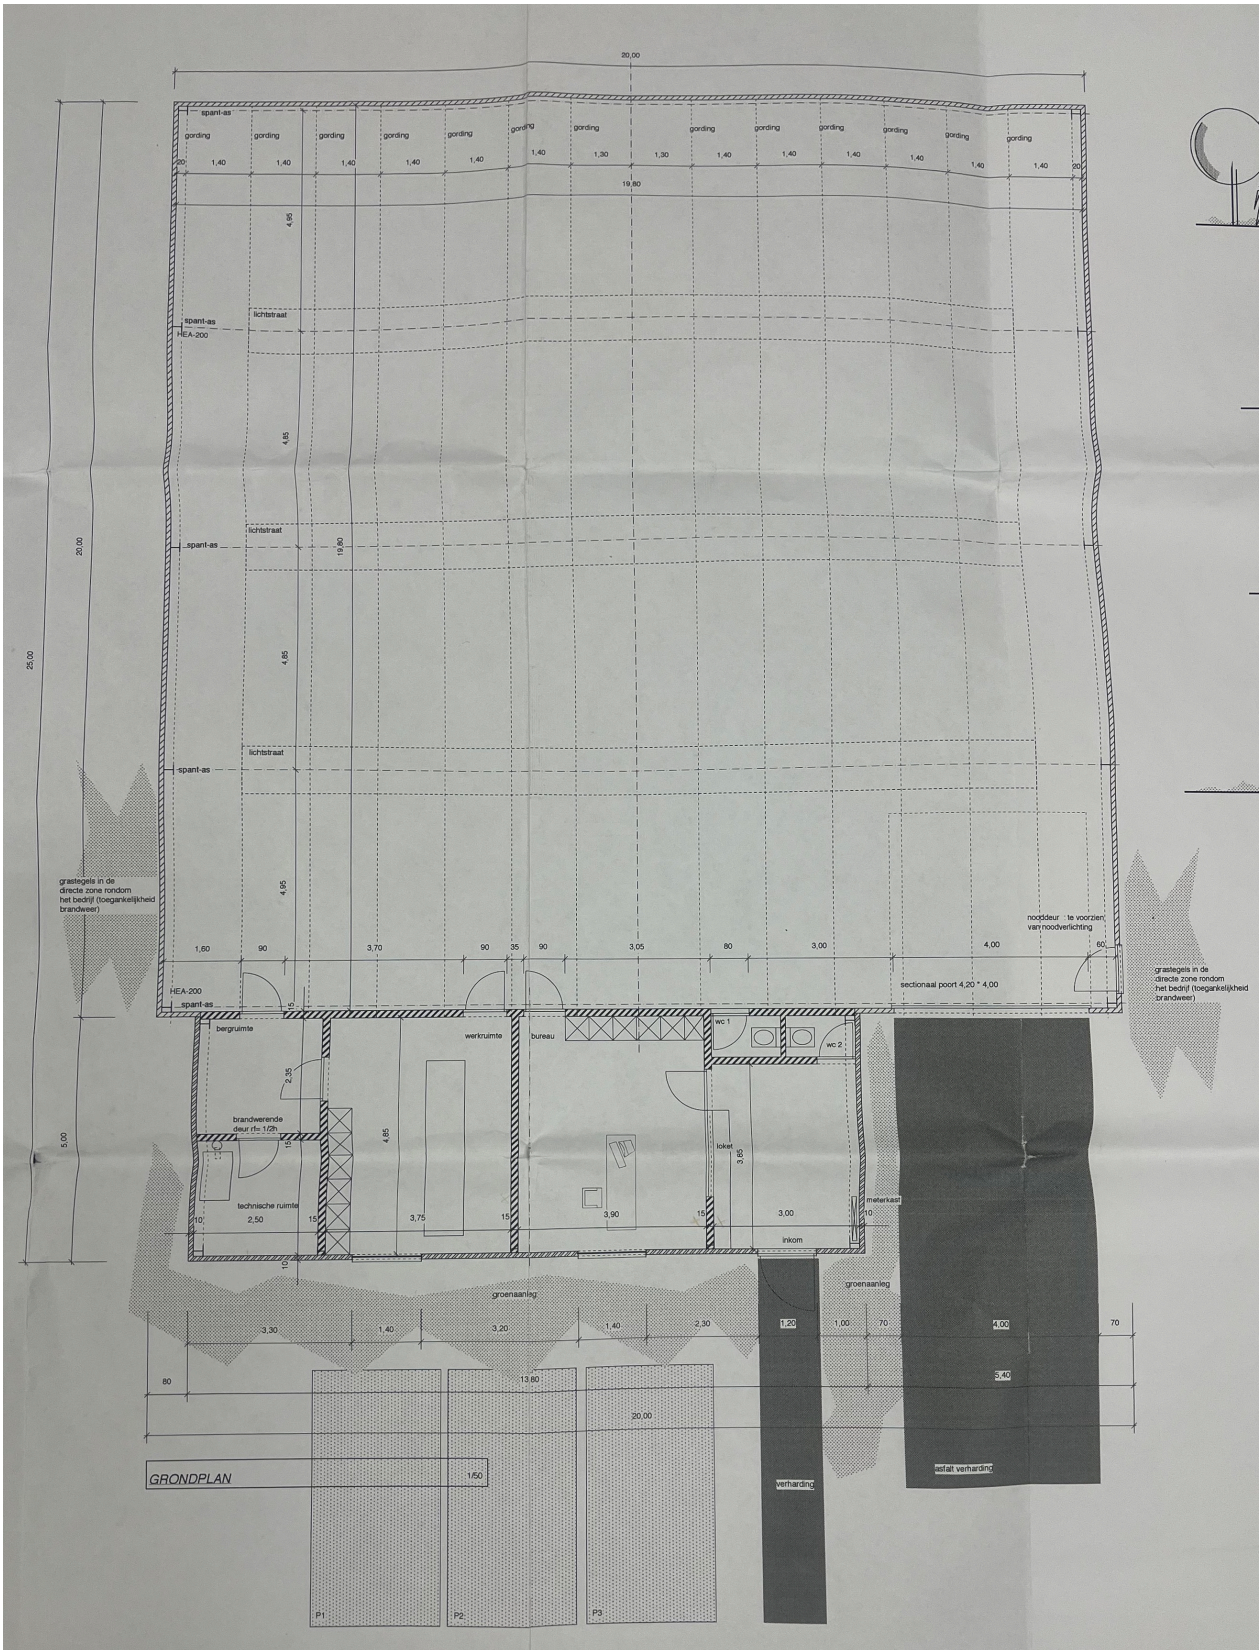 20,00
spant-as
gording gording gording gording gording gording gording gording gording gording gording gording gording
20 1,40 1,40 1,40 1,40 1,40 1,40 1,30 1,30 1,40 1,40 1,40 1,40 1,40 1,40 20
19,80
4,95
lichtstraat
spant-as
HEA-200
4,85
lichtstraat
spant-as
19,80
20,00
25,00
4,85
lichtstraat
spant-as
4,95
grastegels in de
directe zone rondom
het bedrijf (toegankelijkheid
brandweer)
nooddeur : te voorzien
van noodverlichting
1,60 90 3,70 90 35 90 3,05 80 3,00 4,00 60
grastegels in de
directe zone rondom
het bedrijf (toegankelijkheid
brandweer)
HEA-200
sectionaal poort 4,20 * 4,00
spant-as
15
bergruimte
werkruimte
bureau
wc 1
wc 2
2,35
brandwerende
deur rf= 1/2h
15
4,85
5,00
loket
3,85
technische ruimte
meterkast
10 2,50 15 3,75 15 3,90 15 3,00 10
inkom
10
groenaanleg
groenaanleg
3,30 1,40 3,20 1,40 2,30 1,20 1,00 70 4,00 70
80 13,80 5,40
20,00
GRONDPLAN 1/50
asfalt verharding
verharding
P1 P2 P3